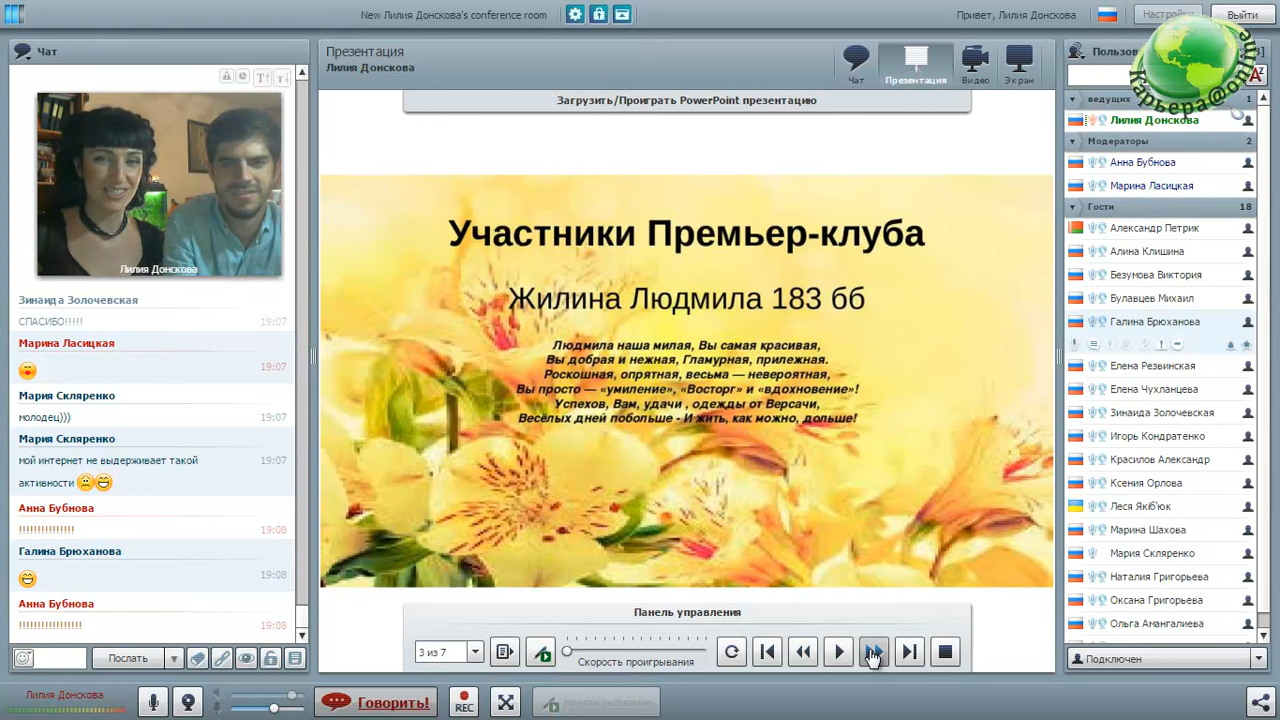 New Лилия Донскова's conference room
Привет, Лилия Донскова
Настройки
Выйти
Чат
Лилия Донскова
Зинаида Золочевская
СПАСИБО!!!!! 19:07
Марина Ласицкая
19:07
Мария Скляренко
молодец))) 19:07
Мария Скляренко
мой интернет не выдерживает такой
активности 19:07
Анна Бубнова
!!!!!!!!!!!!!!! 19:08
Галина Брюханова
19:08
Анна Бубнова
!!!!!!!!!!!!!!!!! 19:08
Послать
Презентация
Лилия Донскова
Чат
Презентация
Видео
Экран
Загрузить/Проиграть PowerPoint презентацию
Участники Премьер-клуба
Жилина Людмила 183 бб
Людмила наша милая, Вы самая красивая,
Вы добрая и нежная, Гламурная, прилежная.
Роскошная, опрятная, весьма — невероятная,
Вы просто — «умиление», «Восторг» и «вдохновение»!
Успехов, Вам, удачи , одежды от Версачи,
Весёлых дней побольше - И жить, как можно, дольше!
Панель управления
3 из 7
Скорость проигрывания
карьера@online
ведущих 1
Лилия Донскова
Модераторы 2
Анна Бубнова
Марина Ласицкая
Гости 18
Александр Петрик
Алина Клишина
Безумова Виктория
Булавцев Михаил
Галина Брюханова
Елена Резвинская
Елена Чухланцева
Зинаида Золочевская
Игорь Кондратенко
Красилов Александр
Ксения Орлова
Леся Якіб'юк
Марина Шахова
Мария Скляренко
Наталия Григорьева
Оксана Григорьева
Ольга Амангалиева
Подключен
Лилия Донскова
Говорить!
REC